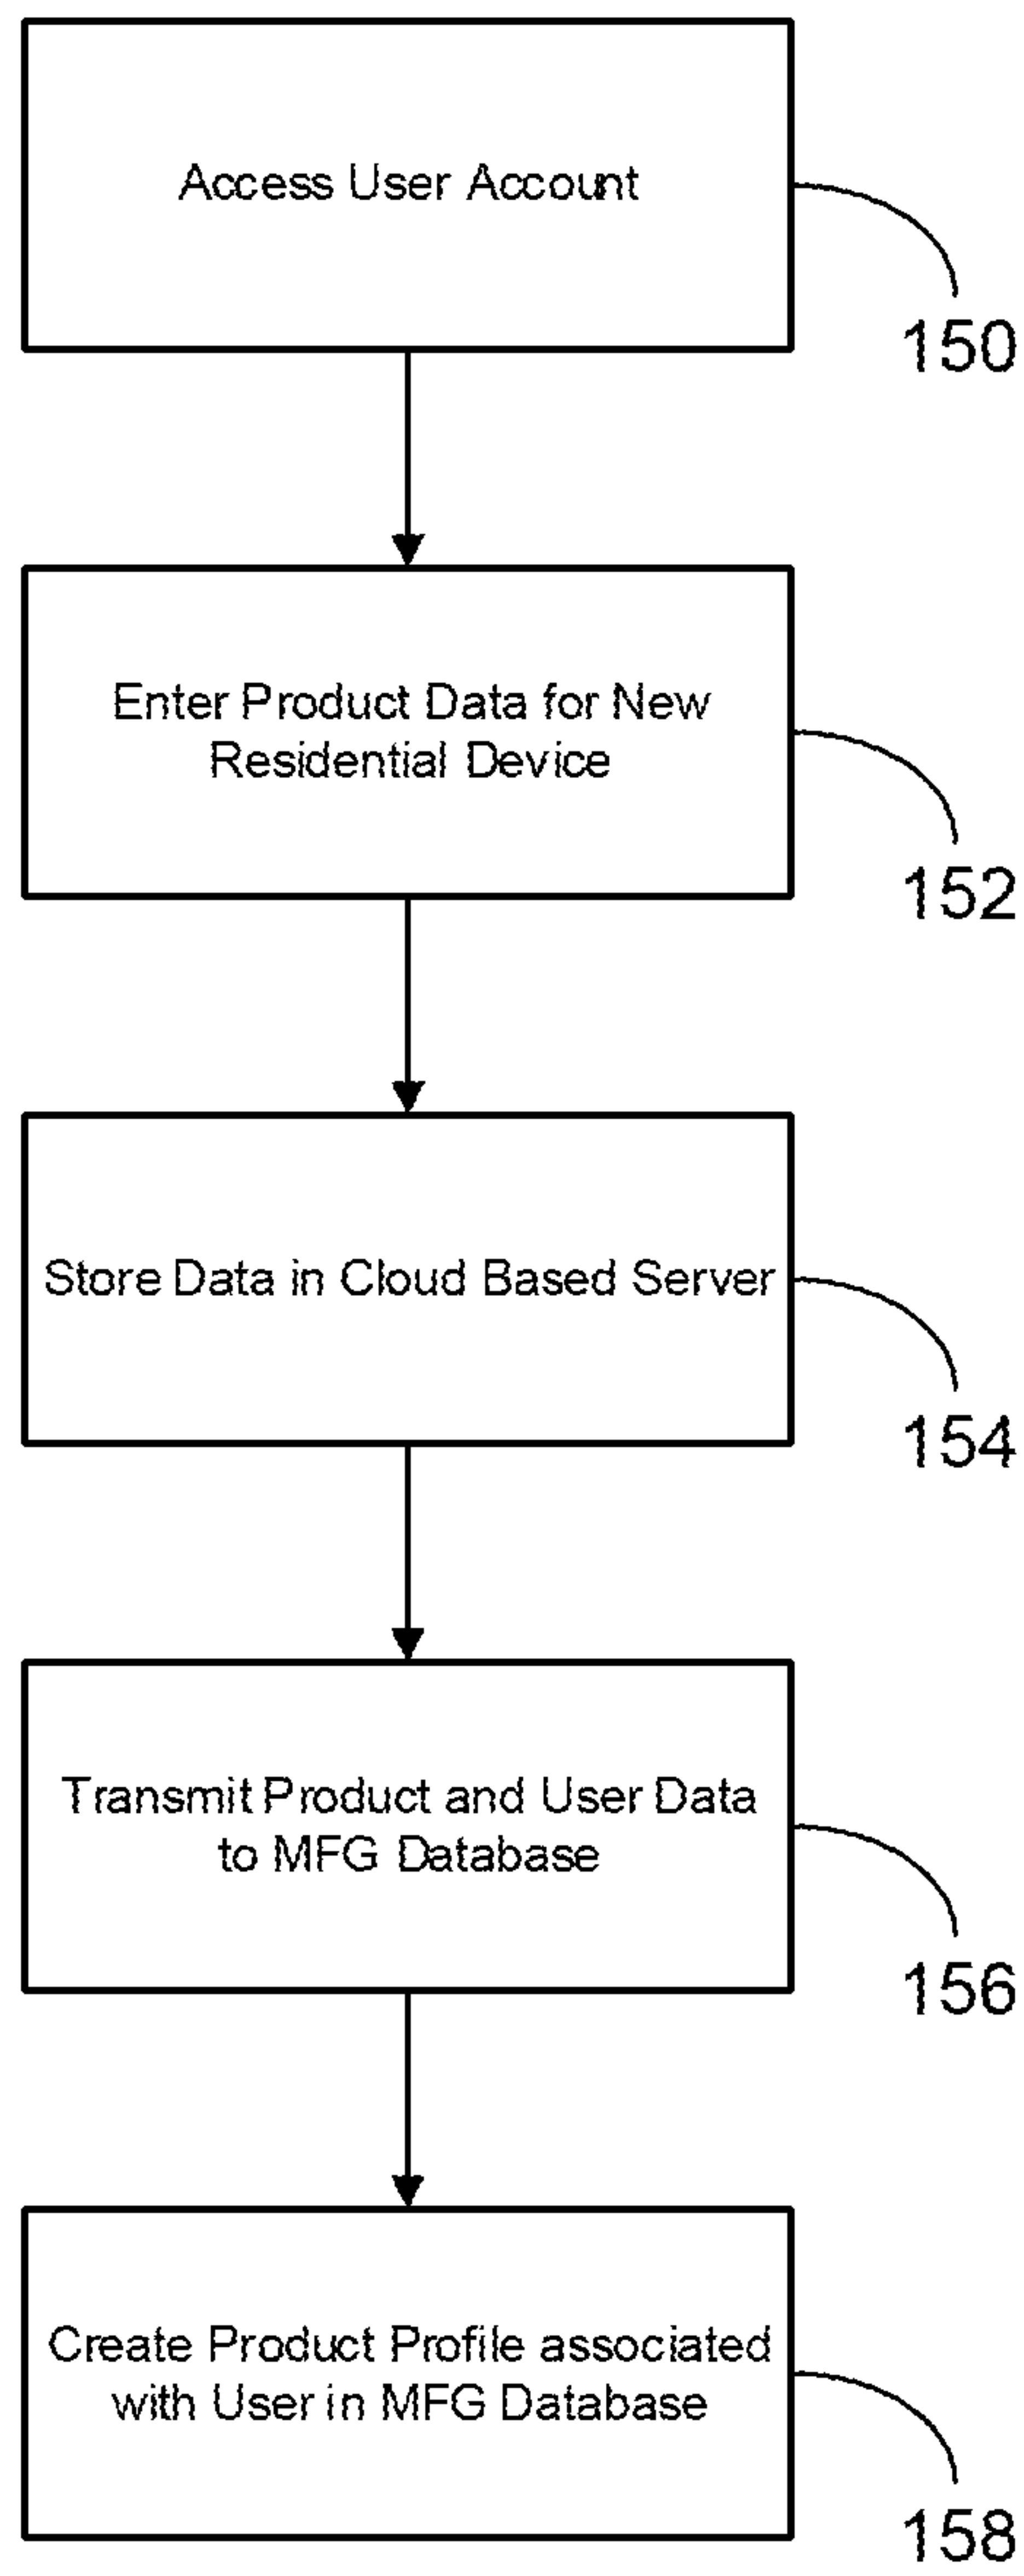 Access User Account
150
Enter Product Data for New
Residential Device
152
Store Data in Cloud Based Server
154
Transmit Product and User Data
to MFG Database
156
Create Product Profile associated
with User in MFG Database
158